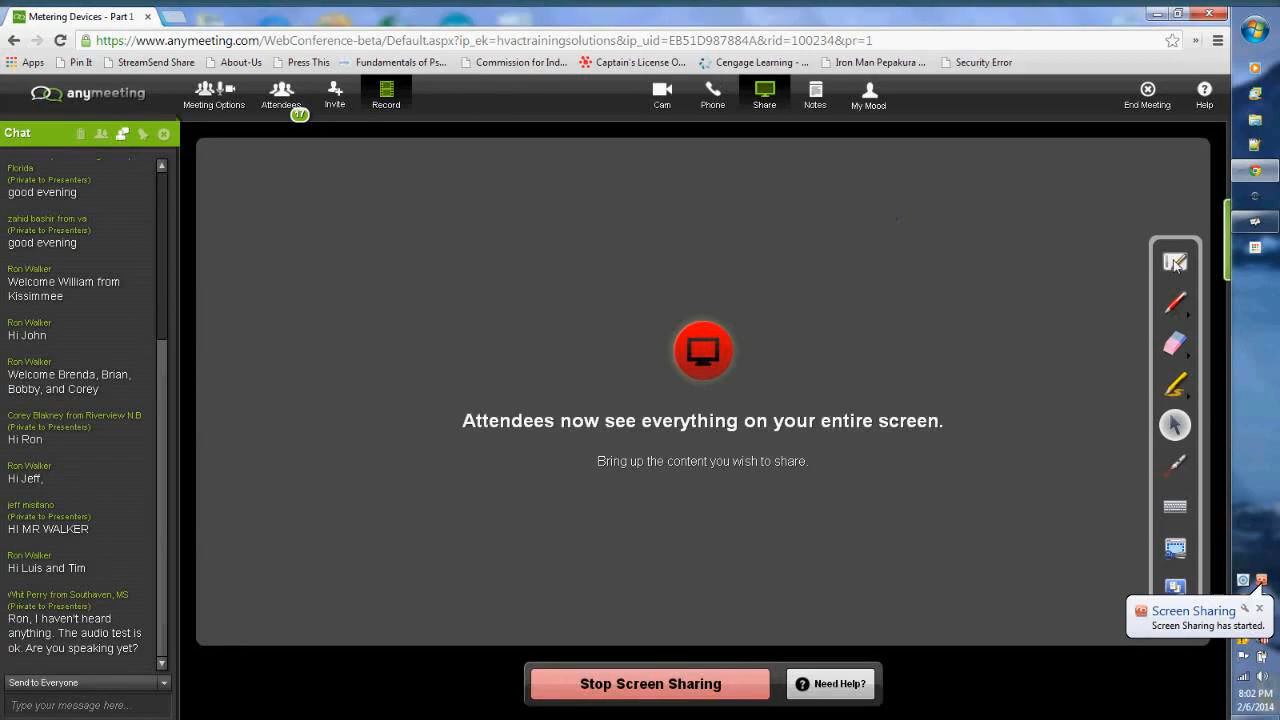 Metering Devices - Part 1
https://www.anymeeting.com/WebConference-beta/Default.aspx?ip_ek=hvactrainingsolutions&ip_uid=EB51D987884A&rid=100234&pr=1
Apps Pin It StreamSend Share About-Us Press This Fundamentals of Ps... Commission for Ind... Captain's License O... Cengage Learning - ... Iron Man Pepakura ... Security Error
anymeeting
Meeting Options Attendees Invite Record Cam Phone Share Notes My Mood End Meeting Help
17
Chat
Florida
(Private to Presenters)
good evening
zahid bashir from va
(Private to Presenters)
good evening
Ron Walker
Welcome William from
Kissimmee
Ron Walker
Hi John
Ron Walker
Welcome Brenda, Brian,
Bobby, and Corey
Corey Blakney from Riverview N.B.
(Private to Presenters)
Hi Ron
Ron Walker
Hi Jeff,
jeff misitano
(Private to Presenters)
HI MR WALKER
Ron Walker
Hi Luis and Tim
Whit Perry from Southaven, MS
(Private to Presenters)
Ron, I haven't heard
anything. The audio test is
ok. Are you speaking yet?
Send to Everyone
Type your message here...
Attendees now see everything on your entire screen.
Bring up the content you wish to share.
Stop Screen Sharing
Need Help?
Screen Sharing
Screen Sharing has started.
8:02 PM
2/6/2014